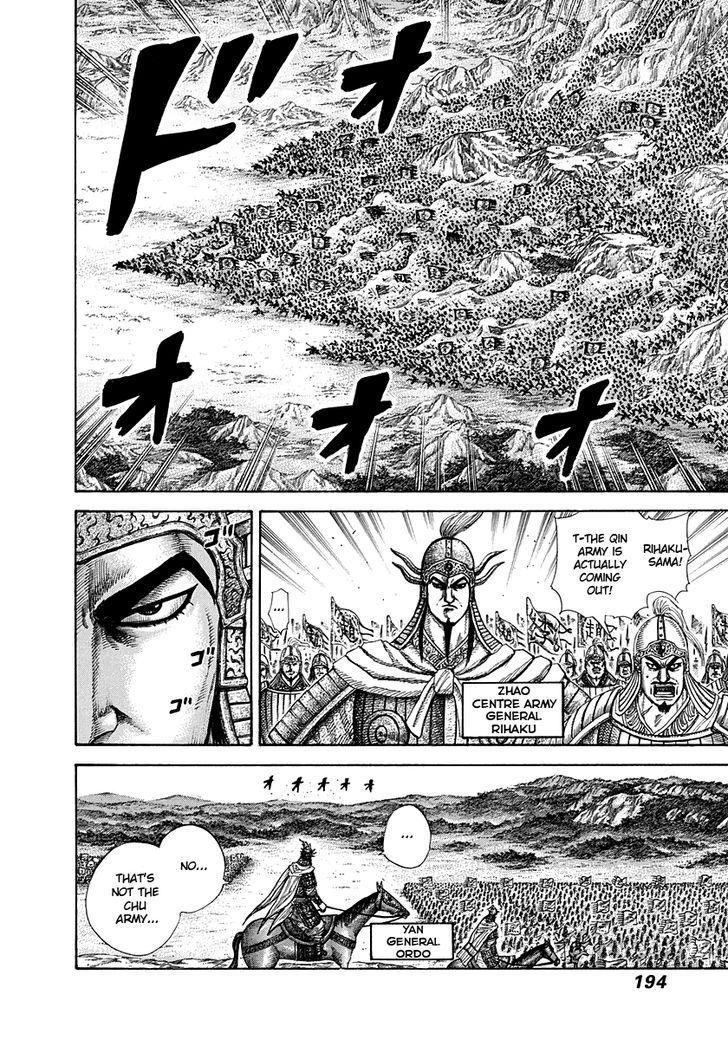 ドドオ
オオオ
RIHAKU-
SAMA!
T-THE QIN
ARMY IS
ACTUALLY
COMING
OUT!
...
ZHAO
CENTRE ARMY
GENERAL
RIHAKU
ゴ
ゴ
ゴ
オオオオオ
...
NO...
THAT'S
NOT THE
CHU
ARMY...
YAN
GENERAL
ORDO
194